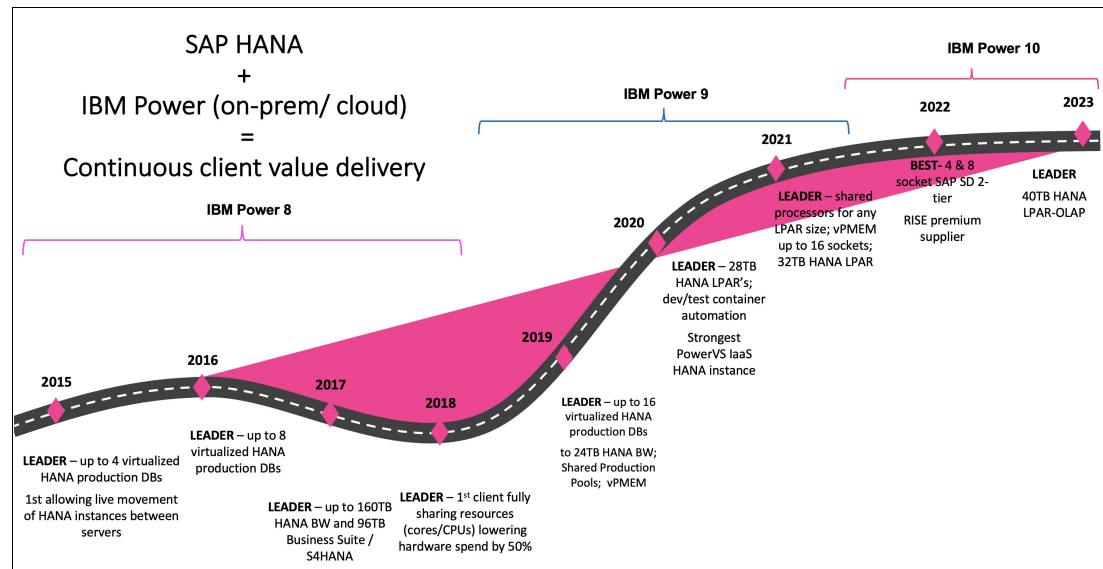 SAP HANA
+
IBM Power (on-prem/ cloud)
=
Continuous client value delivery
IBM Power 8
IBM Power 9
IBM Power 10
2015
LEADER – up to 4 virtualized
HANA production DBs
1st allowing live movement
of HANA instances between
servers
2016
LEADER – up to 8
virtualized HANA
production DBs
2017
LEADER – up to 160TB
HANA BW and 96TB
Business Suite /
S4HANA
2018
LEADER – 1st client fully
sharing resources
(cores/CPUs) lowering
hardware spend by 50%
2019
LEADER – up to 16
virtualized HANA
production DBs
to 24TB HANA BW;
Shared Production
Pools; vPMEM
2020
LEADER – 28TB
HANA LPAR's;
dev/test container
automation
Strongest
PowerVS IaaS
HANA instance
2021
LEADER – shared
processors for any
LPAR size; vPMEM
up to 16 sockets;
32TB HANA LPAR
2022
BEST- 4 & 8
socket SAP SD 2-
tier
RISE premium
supplier
2023
LEADER
40TB HANA
LPAR-OLAP